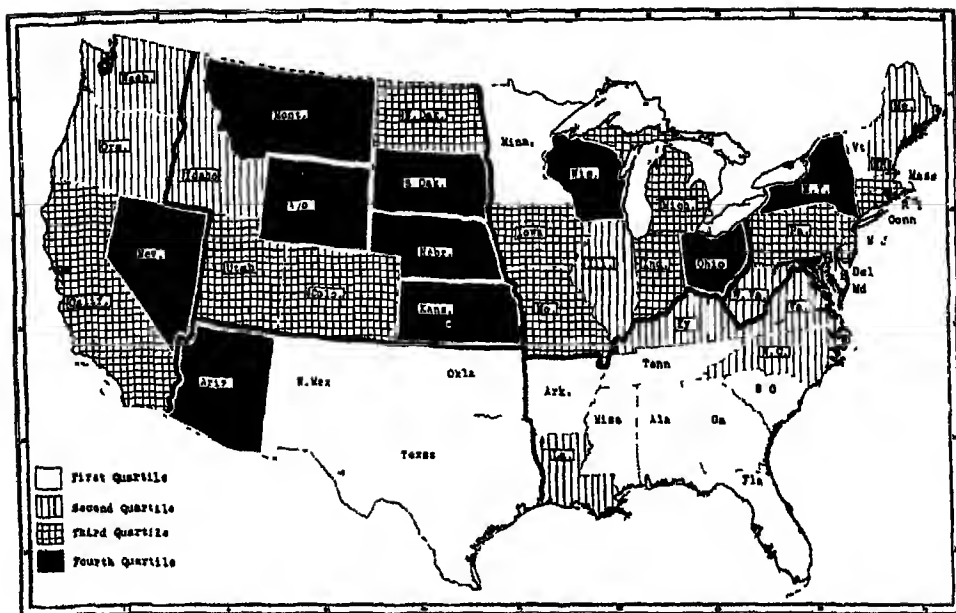 Wash.
Mont.
N.Dak.
Minn.
Me.
Ore.
Idaho
S Dak.
Wis.
Mich.
N.Y.
Vt
Mass
R
Conn
Nev.
Utah
Colo.
Nebr.
Iowa
Ind.
Ohio
Pa.
N J
Del
Md
Calif.
Kans.
Mo.
Ky
W.Va.
Va.
Ariz
N.Mex
Okla
Ark.
Tenn
N.C.
S C
Texas
La.
Miss
Ala
Ga
Fla
First Quartile
Second Quartile
Third Quartile
Fourth Quartile